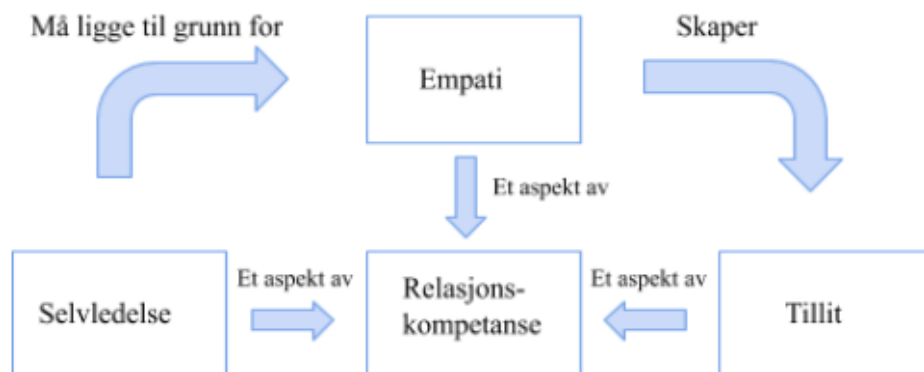 Må ligge til grunn for
Skaper
Empati
Et aspekt av
Selvledelse
Et aspekt av
Relasjons-
kompetanse
Et aspekt av
Tillit